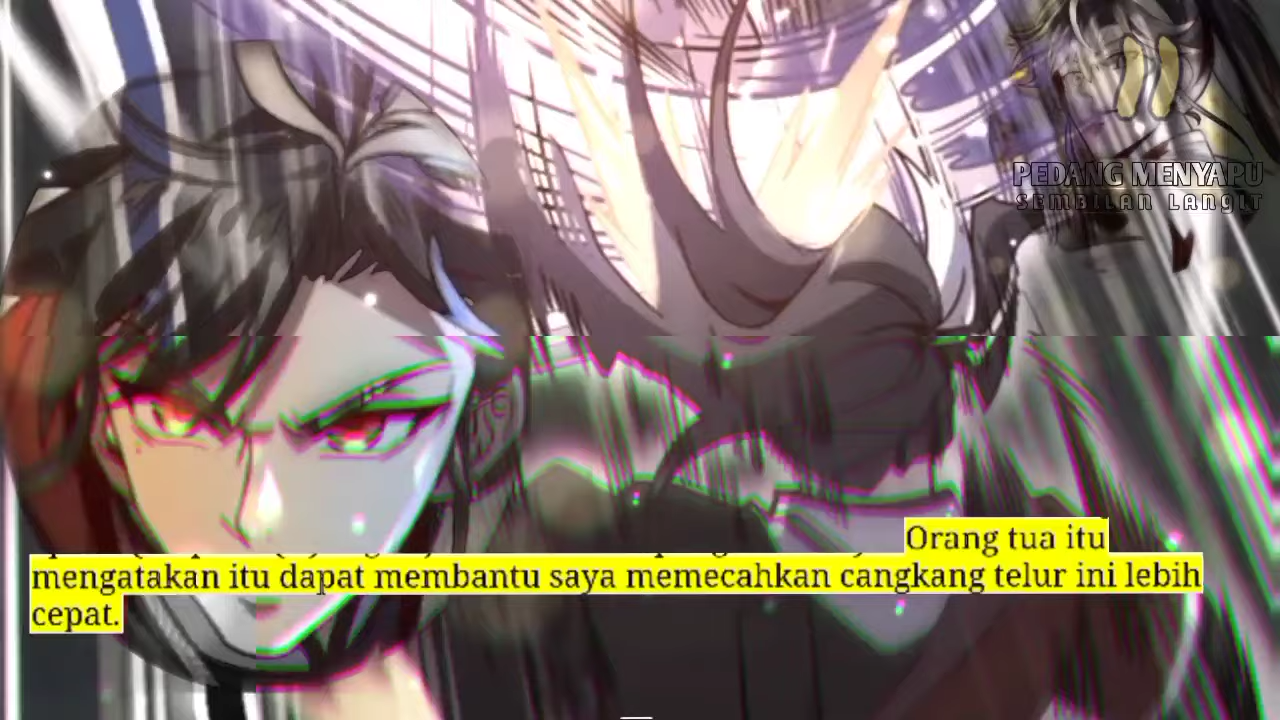 PEDANG MENYAPU
SEMBILAN LANGIT
Orang tua itu
mengatakan itu dapat membantu saya memecahkan cangkang telur ini lebih
cepat.